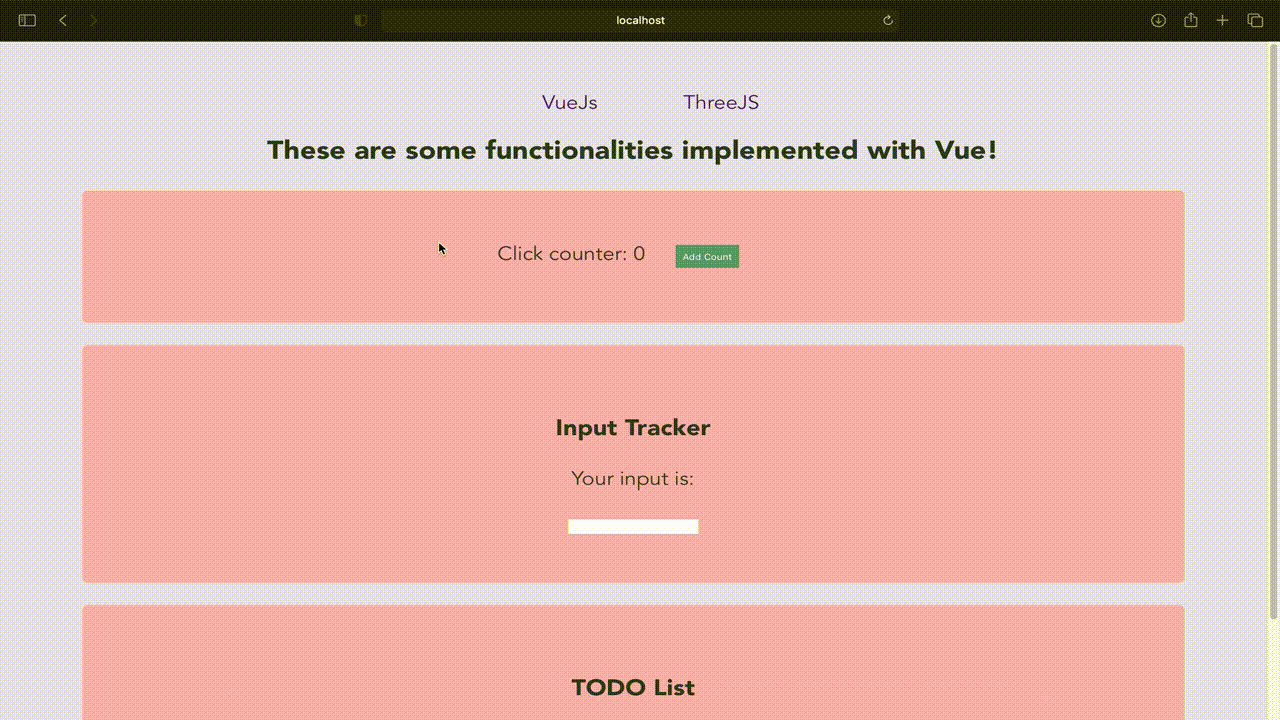 localhost
VueJs ThreeJS
These are some functionalities implemented with Vue!
Click counter: 0 Add Count
Input Tracker
Your input is:
TODO List